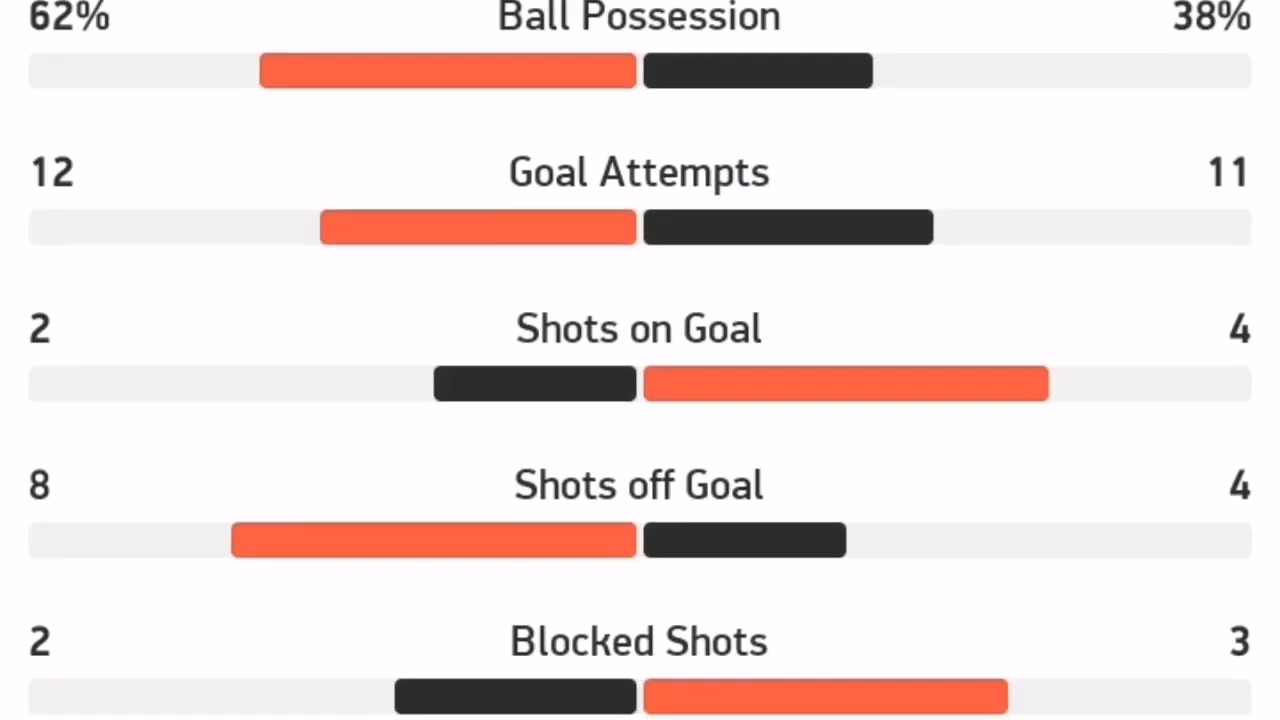 62% Ball Possession 38%
12 Goal Attempts 11
2 Shots on Goal 4
8 Shots off Goal 4
2 Blocked Shots 3